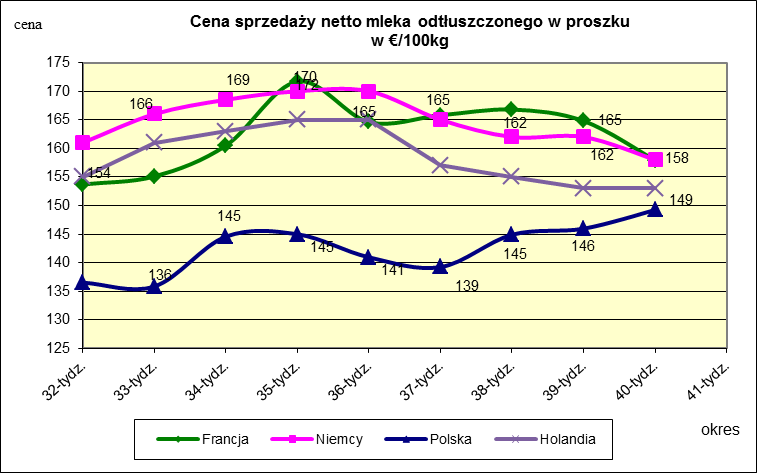 cena
Cena sprzedaży netto mleka odtłuszczonego w proszku
w €/100kg
175
170
165
160
155
150
145
140
135
130
125
154
166
169
170
172
165
165
162
165
162
158
136
145
145
141
139
145
146
149
32-tydz.
33-tydz.
34-tydz.
35-tydz.
36-tydz.
37-tydz.
38-tydz.
39-tydz.
40-tydz.
41-tydz.
okres
Francja
Niemcy
Polska
Holandia